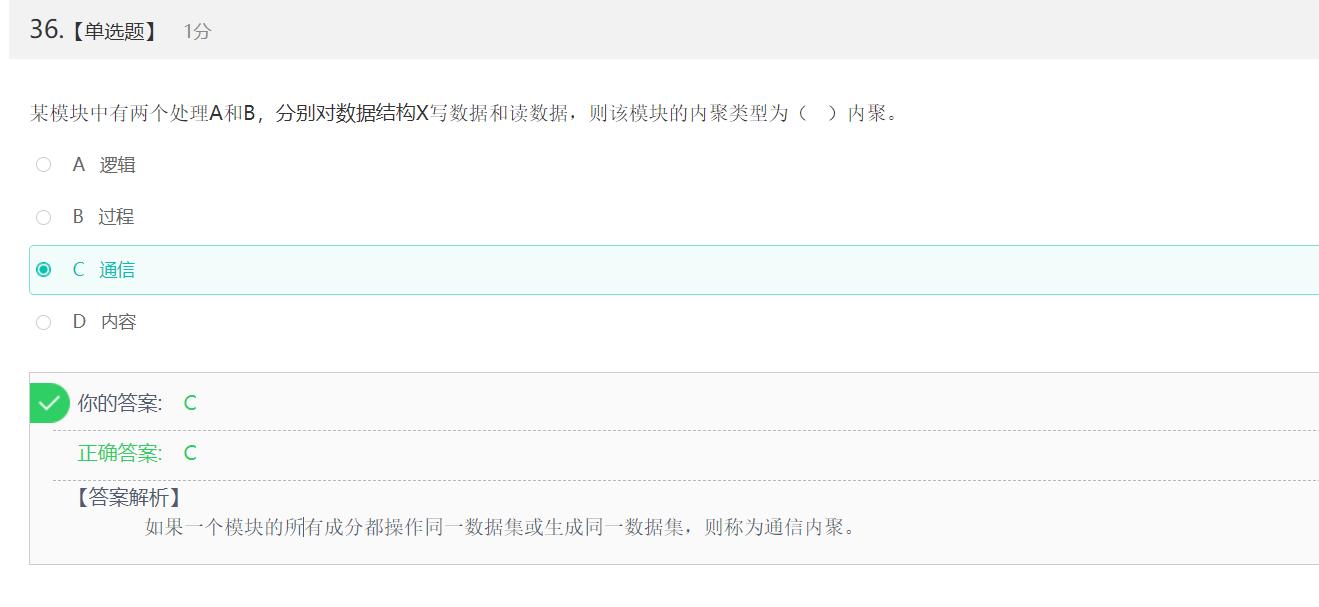 36.【单选题】 1分
某模块中有两个处理A和B，分别对数据结构X写数据和读数据，则该模块的内聚类型为（ ）内聚。
A 逻辑
B 过程
C 通信
D 内容
你的答案: C
正确答案: C
【答案解析】
如果一个模块的所有成分都操作同一数据集或生成同一数据集，则称为通信内聚。